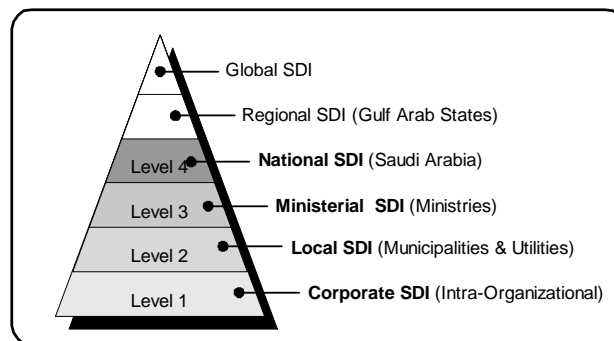 Global SDI
Regional SDI (Gulf Arab States)
Level 4 National SDI (Saudi Arabia)
Level 3 Ministerial SDI (Ministries)
Level 2 Local SDI (Municipalities & Utilities)
Level 1 Corporate SDI (Intra-Organizational)